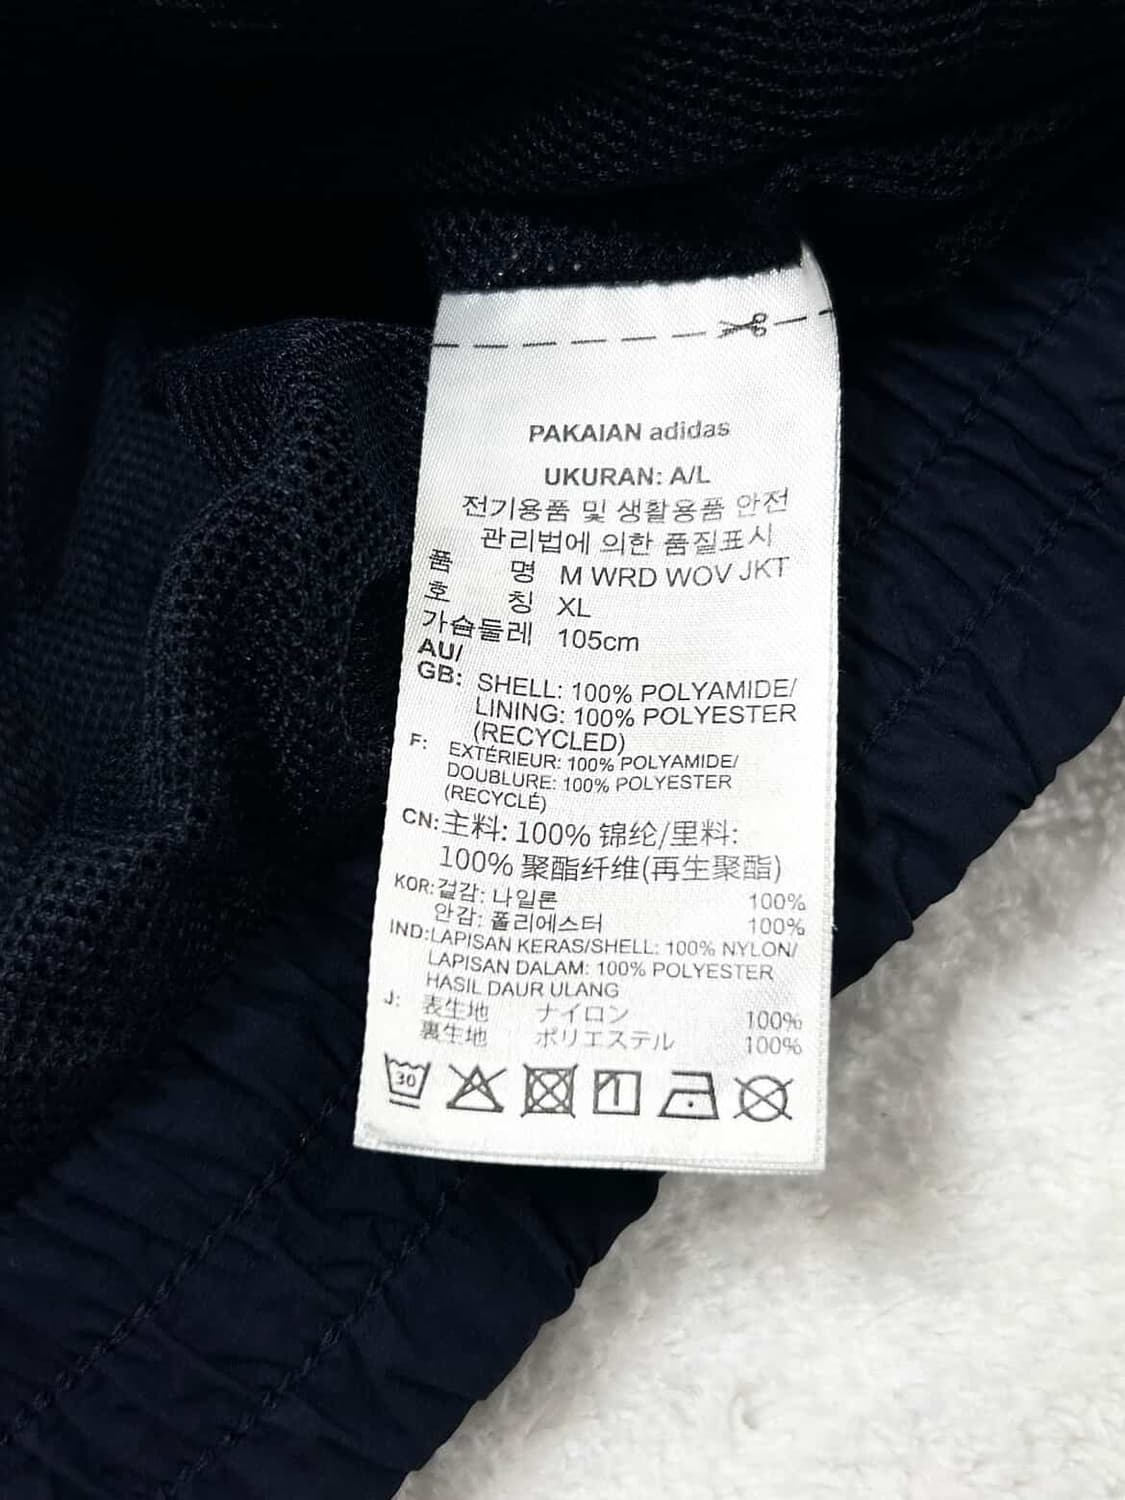 PAKAIAN adidas
UKURAN: A/L
전기용품 및 생활용품 안전
관리법에 의한 품질표시
품 명 M WRD WOV JKT
호 칭 XL
가슴둘레 105cm
AU/
GB: SHELL: 100% POLYAMIDE/
LINING: 100% POLYESTER
(RECYCLED)
F: EXTÉRIEUR: 100% POLYAMIDE/
DOUBLURE: 100% POLYESTER
(RECYCLÉ)
CN: 主料: 100% 锦纶/里料:
100% 聚酯纤维(再生聚酯)
KOR: 겉감: 나일론 100%
안감: 폴리에스터 100%
IND: LAPISAN KERAS/SHELL: 100% NYLON/
LAPISAN DALAM: 100% POLYESTER
HASIL DAUR ULANG
J: 表生地 ナイロン 100%
裏生地 ポリエステル 100%
30